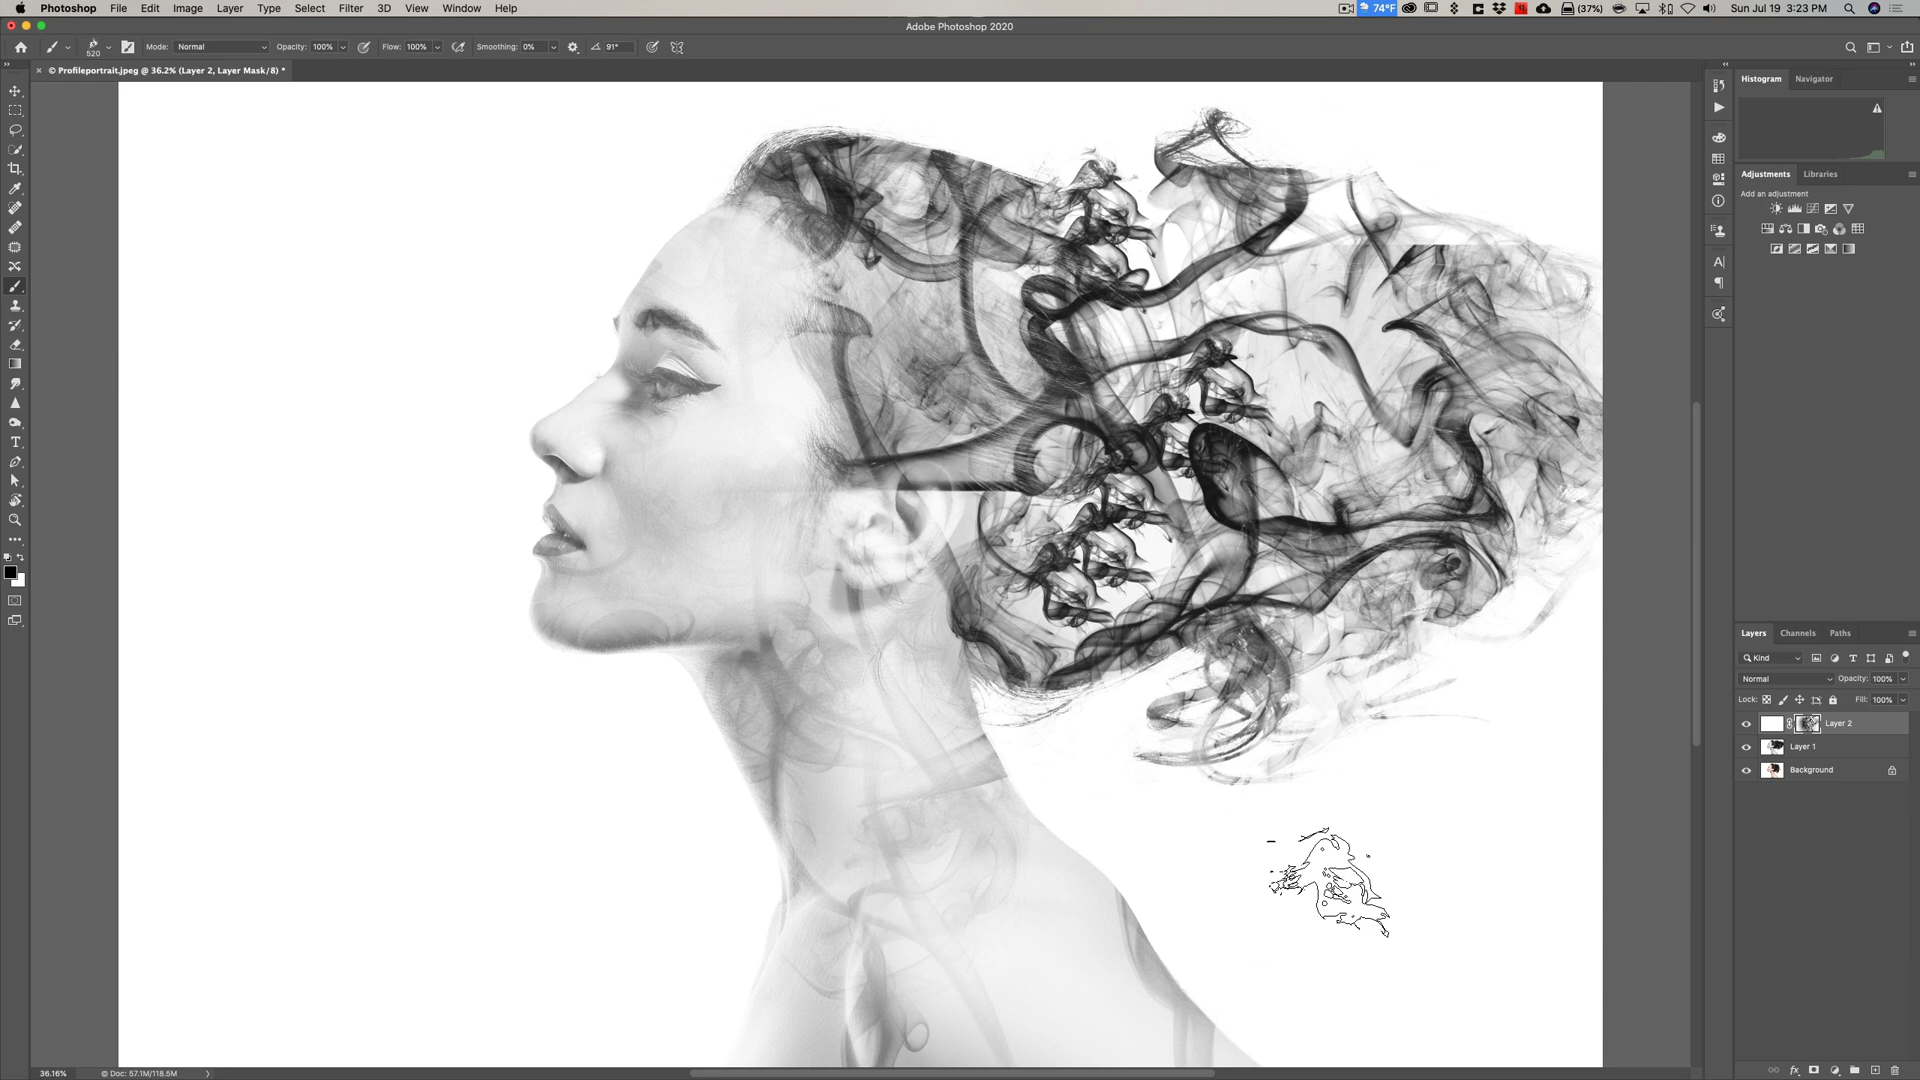 Photoshop File Edit Image Layer Type Select Filter 3D View Window Help 74°F (37%) Sun Jul 19 3:23 PM
Adobe Photoshop 2020
520 Mode: Normal Opacity: 100% Flow: 100% Smoothing: 0% 91°
© Profileportrait.jpeg @ 36.2% (Layer 2, Layer Mask/8) *
Histogram Navigator
Adjustments Libraries
Add an adjustment
Layers Channels Paths
Kind
Normal Opacity: 100%
Lock: Fill: 100%
Layer 2
Layer 1
Background
36.16% © Doc: 57.1M/118.5M